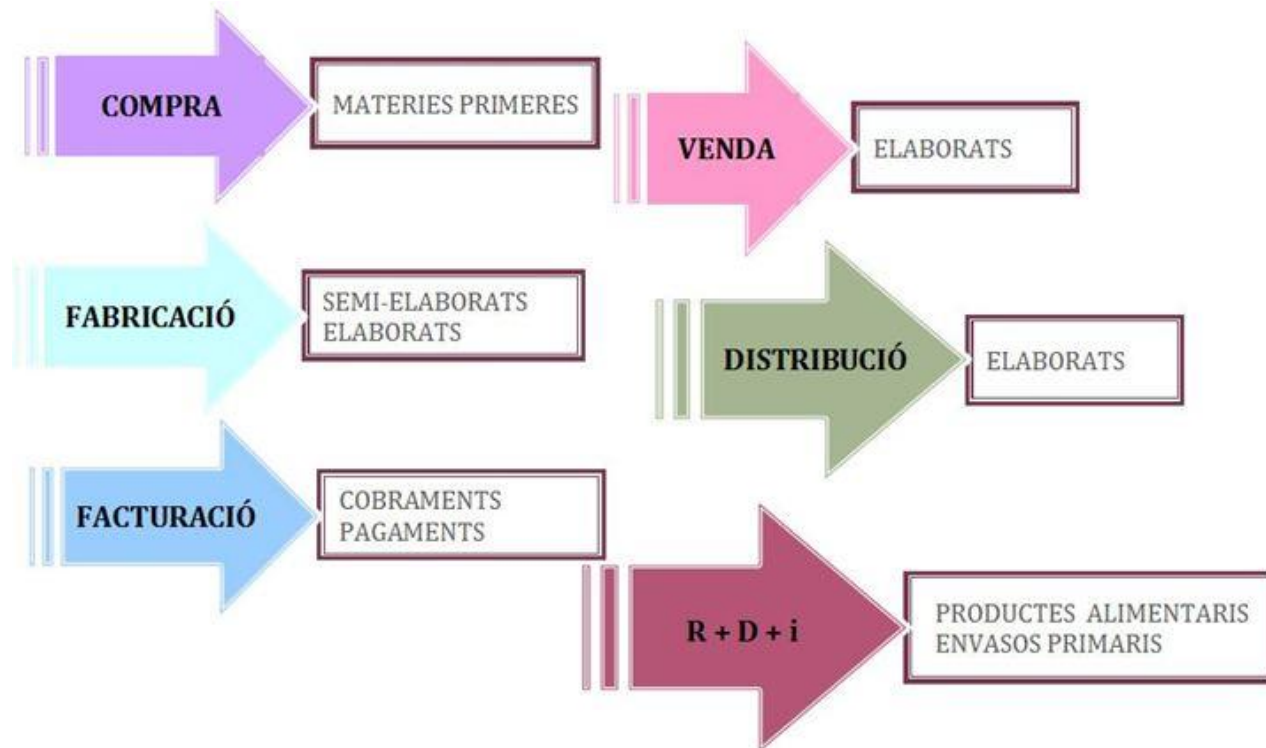 COMPRA
MATERIES PRIMERES
VENDA
ELABORATS
FABRICACIÓ
SEMI-ELABORATS
ELABORATS
DISTRIBUCIÓ
ELABORATS
FACTURACIÓ
COBRAMENTS
PAGAMENTS
R + D + i
PRODUCTES ALIMENTARIS
ENVASOS PRIMARIS